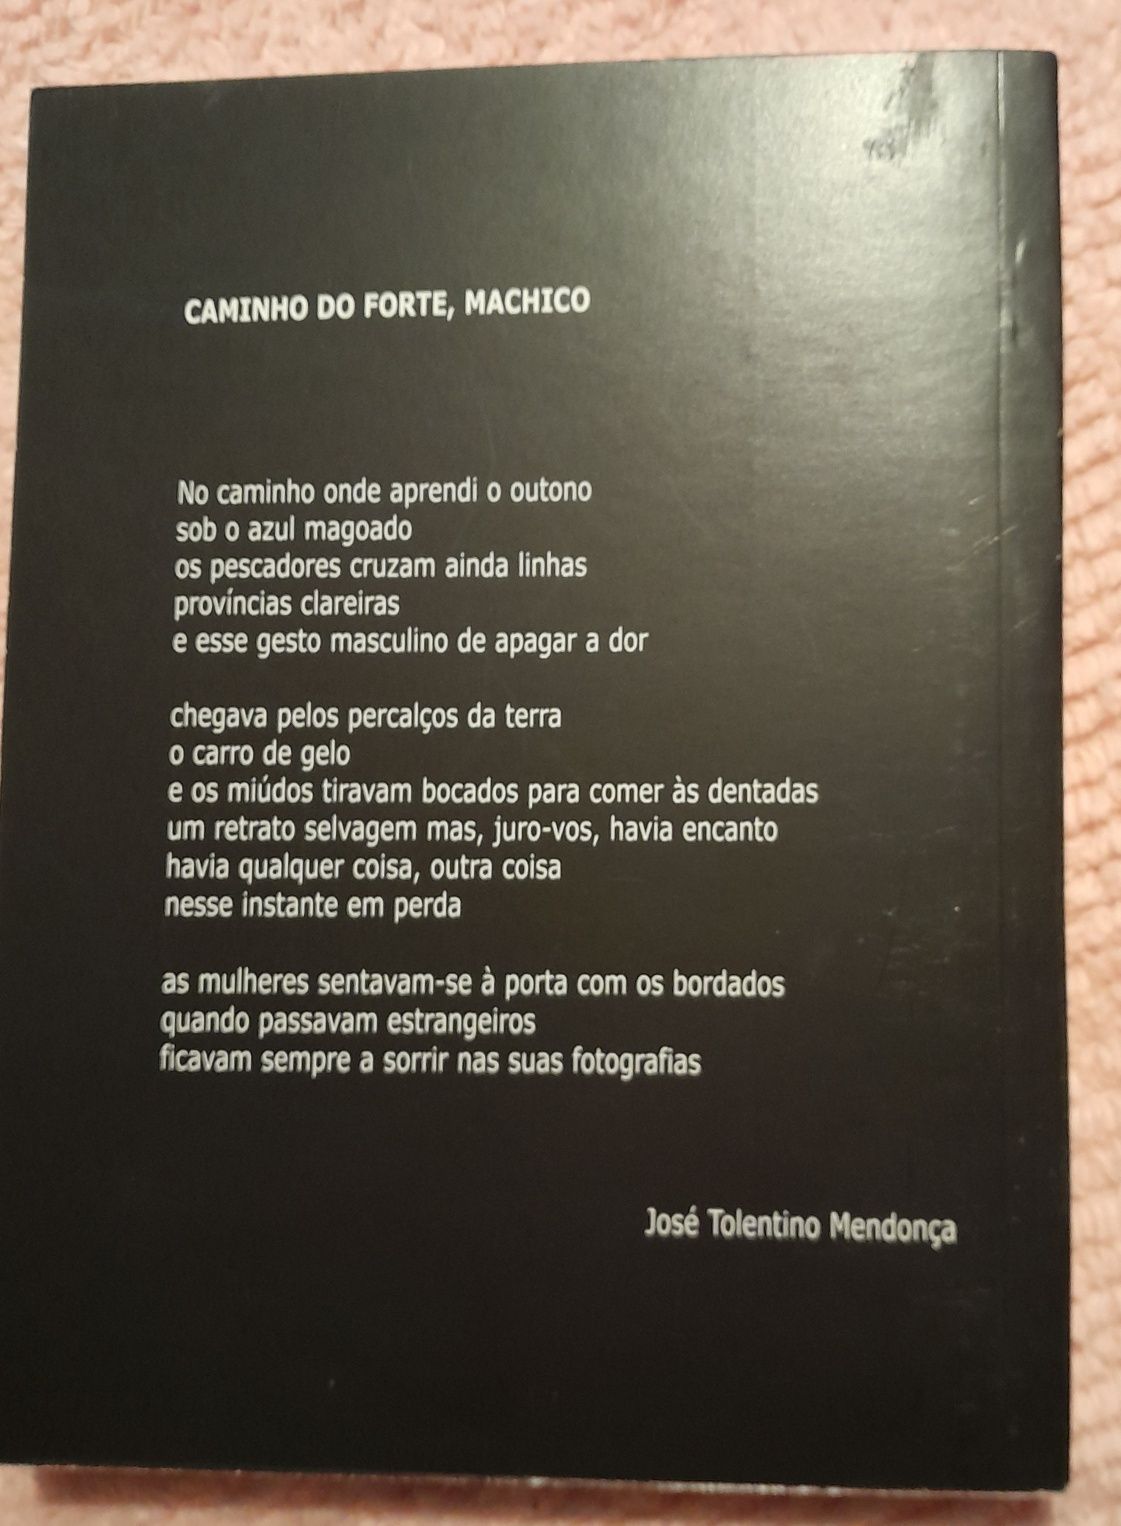 CAMINHO DO FORTE, MACHICO
No caminho onde aprendi o outono
sob o azul magoado
os pescadores cruzam ainda linhas
províncias clareiras
e esse gesto masculino de apagar a dor
chegava pelos percalços da terra
o carro de gelo
e os miúdos tiravam bocados para comer às dentadas
um retrato selvagem mas, juro-vos, havia encanto
havia qualquer coisa, outra coisa
nesse instante em perda
as mulheres sentavam-se à porta com os bordados
quando passavam estrangeiros
ficavam sempre a sorrir nas suas fotografias
José Tolentino Mendonça